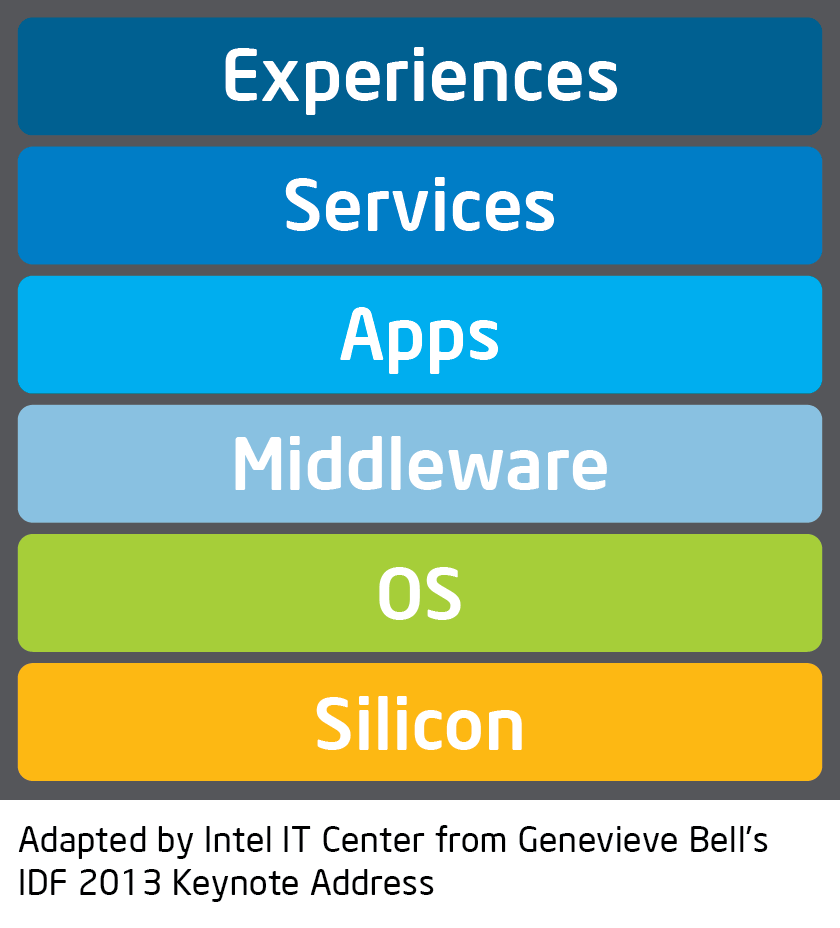 Experiences
Services
Apps
Middleware
OS
Silicon
Adapted by Intel IT Center from Genevieve Bell’s
IDF 2013 Keynote Address